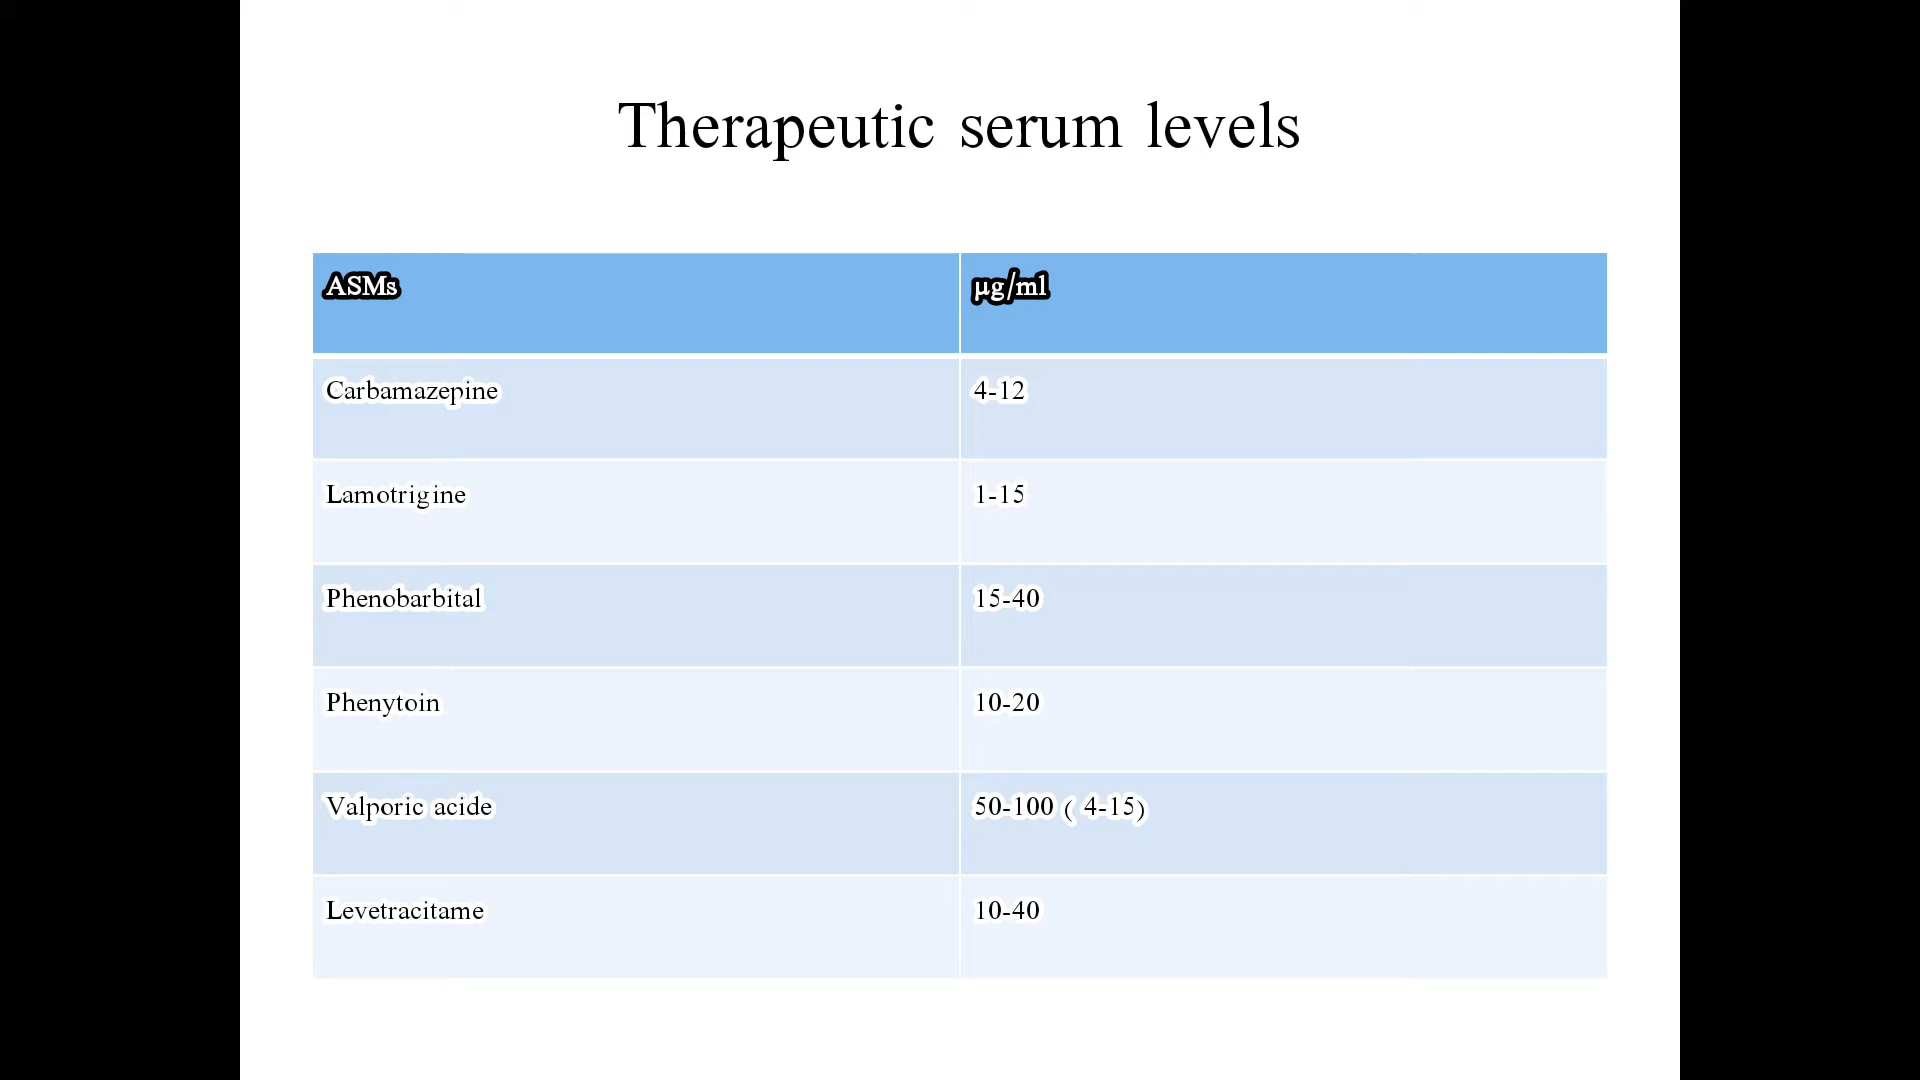 Therapeutic serum levels
ASMs μg/ml
Carbamazepine 4-12
Lamotrigine 1-15
Phenobarbital 15-40
Phenytoin 10-20
Valporic acide 50-100 ( 4-15)
Levetracitame 10-40